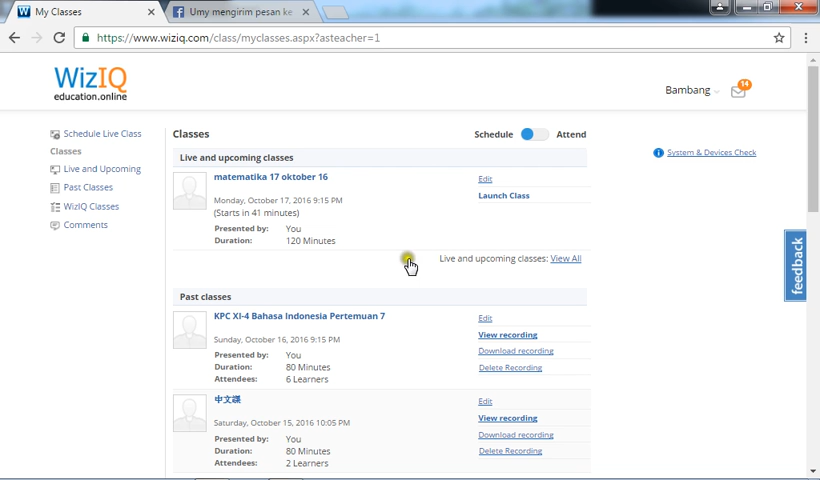 My Classes
Umy mengirim pesan ke
https://www.wiziq.com/class/myclasses.aspx?asteacher=1
WizIQ
education.online
Bambang
14
Schedule Live Class
Classes
Live and Upcoming
Past Classes
WizIQ Classes
Comments
Classes
Schedule
Attend
System & Devices Check
Live and upcoming classes
matematika 17 oktober 16
Edit
Launch Class
Monday, October 17, 2016 9:15 PM
(Starts in 41 minutes)
Presented by: You
Duration: 120 Minutes
Live and upcoming classes: View All
feedback
Past classes
KPC XI-4 Bahasa Indonesia Pertemuan 7
Edit
View recording
Download recording
Delete Recording
Sunday, October 16, 2016 9:15 PM
Presented by: You
Duration: 80 Minutes
Attendees: 6 Learners
中文課
Edit
View recording
Download recording
Delete Recording
Saturday, October 15, 2016 10:05 PM
Presented by: You
Duration: 80 Minutes
Attendees: 2 Learners